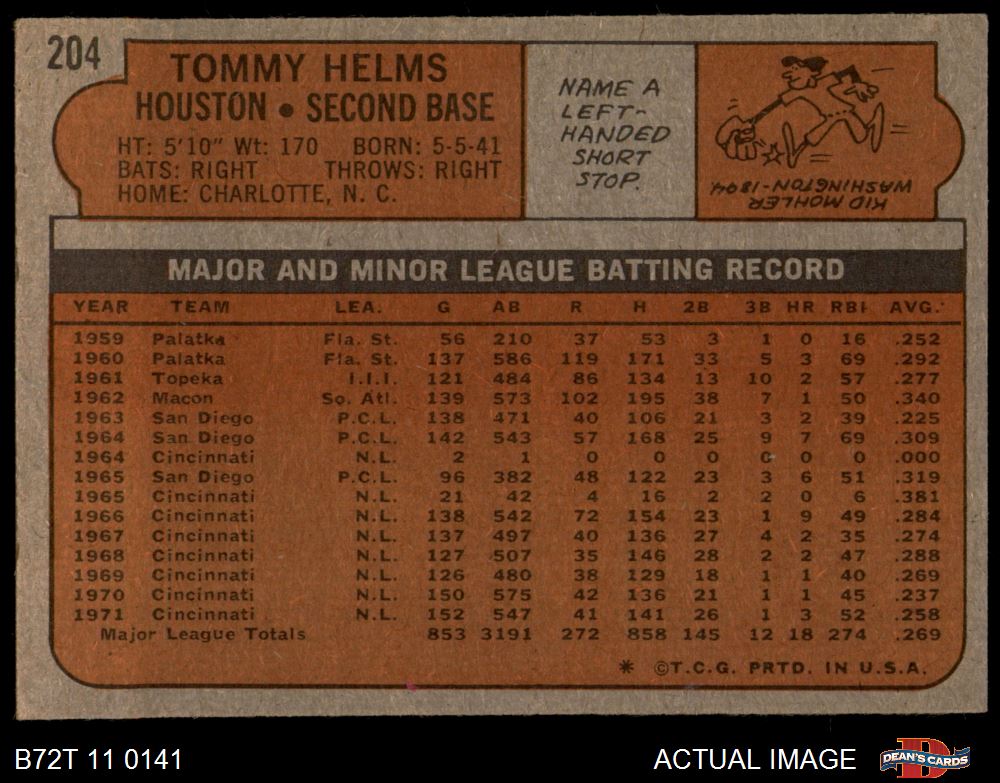 204
TOMMY HELMS
HOUSTON • SECOND BASE
HT: 5'10" Wt: 170 BORN: 5-5-41
BATS: RIGHT THROWS: RIGHT
HOME: CHARLOTTE, N. C.
NAME A
LEFT-
HANDED
SHORT
STOP.
KID MOHLER
WASHINGTON-1894
MAJOR AND MINOR LEAGUE BATTING RECORD
YEAR TEAM LEA. G AB R H 2B 3B HR RBI AVG.
1959 Palatka Fla. St. 56 210 37 53 3 1 0 16 .252
1960 Palatka Fla. St. 137 586 119 171 33 5 3 69 .292
1961 Topeka I.I.I. 121 484 86 134 13 10 2 57 .277
1962 Macon So. Atl. 139 573 102 195 38 7 1 50 .340
1963 San Diego P.C.L. 138 471 40 106 21 3 2 39 .225
1964 San Diego P.C.L. 142 543 57 168 25 9 7 69 .309
1964 Cincinnati N.L. 2 1 0 0 0 0 0 0 .000
1965 San Diego P.C.L. 96 382 48 122 23 3 6 51 .319
1965 Cincinnati N.L. 21 42 4 16 2 2 0 6 .381
1966 Cincinnati N.L. 138 542 72 154 23 1 9 49 .284
1967 Cincinnati N.L. 137 497 40 136 27 4 2 35 .274
1968 Cincinnati N.L. 127 507 35 146 28 2 2 47 .288
1969 Cincinnati N.L. 126 480 38 129 18 1 1 40 .269
1970 Cincinnati N.L. 150 575 42 136 21 1 1 45 .237
1971 Cincinnati N.L. 152 547 41 141 26 1 3 52 .258
Major League Totals 853 3191 272 858 145 12 18 274 .269
* ©T.C.G. PRTD. IN U.S.A.
B72T 11 0141 ACTUAL IMAGE DEAN'S CARDS